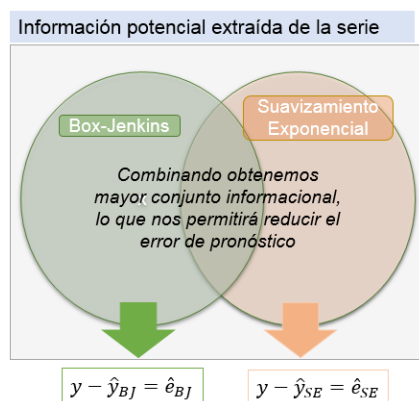 Información potencial extraída de la serie
Box-Jenkins
Suavizamiento
Exponencial
Combinando obtenemos
mayor conjunto informacional,
lo que nos permitirá reducir el
error de pronóstico
y − ŷ_BJ = ê_BJ
y − ŷ_SE = ê_SE